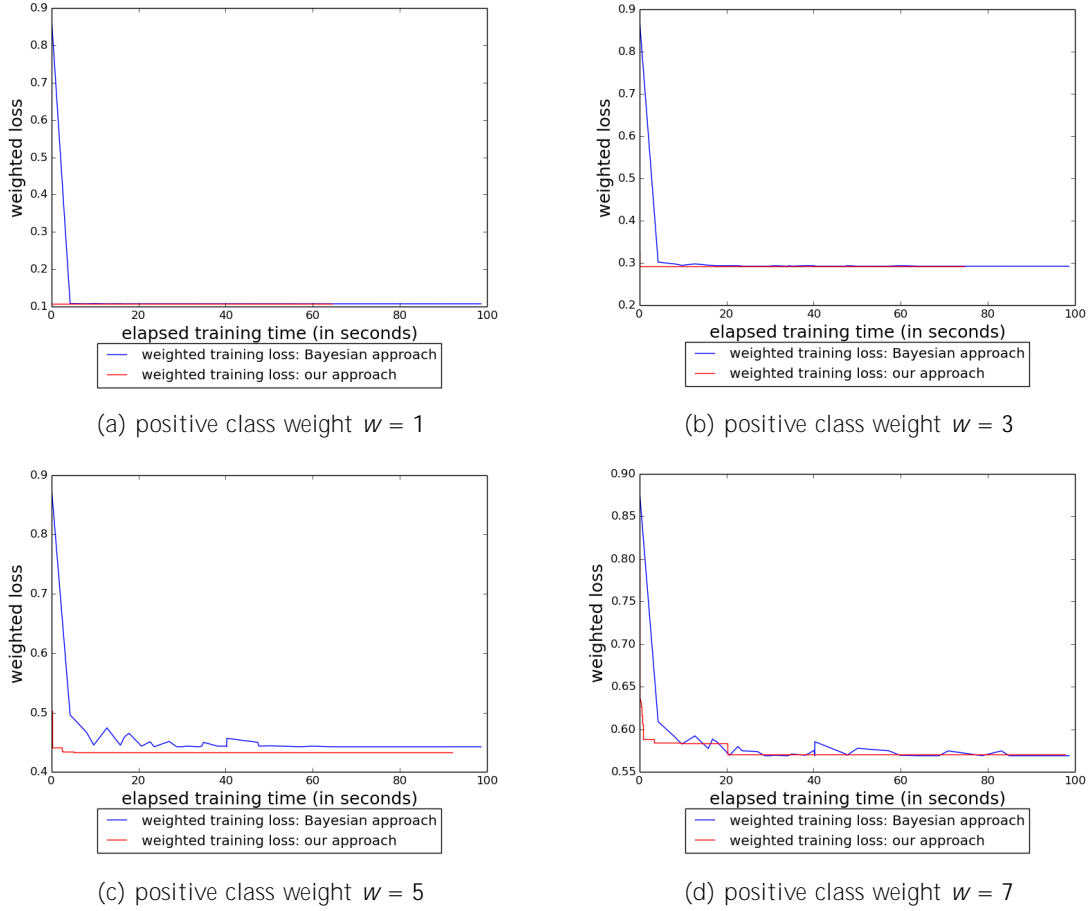 0.9
0.8
0.7
0.6
0.5
0.4
0.3
0.2
0.1
weighted loss
0 20 40 60 80 100
elapsed training time (in seconds)
weighted training loss: Bayesian approach
weighted training loss: our approach
(a) positive class weight w = 1
0.9
0.8
0.7
0.6
0.5
0.4
0.3
0.2
weighted loss
0 20 40 60 80 100
elapsed training time (in seconds)
weighted training loss: Bayesian approach
weighted training loss: our approach
(b) positive class weight w = 3
0.9
0.8
0.7
0.6
0.5
0.4
weighted loss
0 20 40 60 80 100
elapsed training time (in seconds)
weighted training loss: Bayesian approach
weighted training loss: our approach
(c) positive class weight w = 5
0.90
0.85
0.80
0.75
0.70
0.65
0.60
0.55
weighted loss
0 20 40 60 80 100
elapsed training time (in seconds)
weighted training loss: Bayesian approach
weighted training loss: our approach
(d) positive class weight w = 7